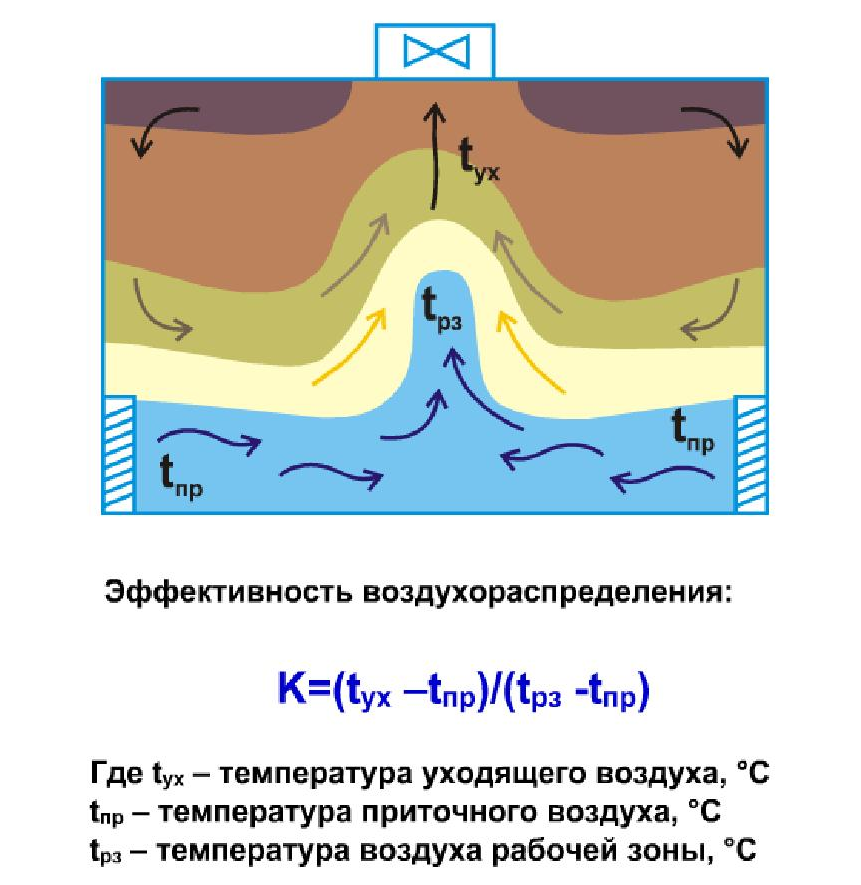 tух
tрз
tпр
tпр
Эффективность воздухораспределения:
K=(tух –tпр)/(tрз -tпр)
Где tух – температура уходящего воздуха, °C
tпр – температура приточного воздуха, °C
tрз – температура воздуха рабочей зоны, °C